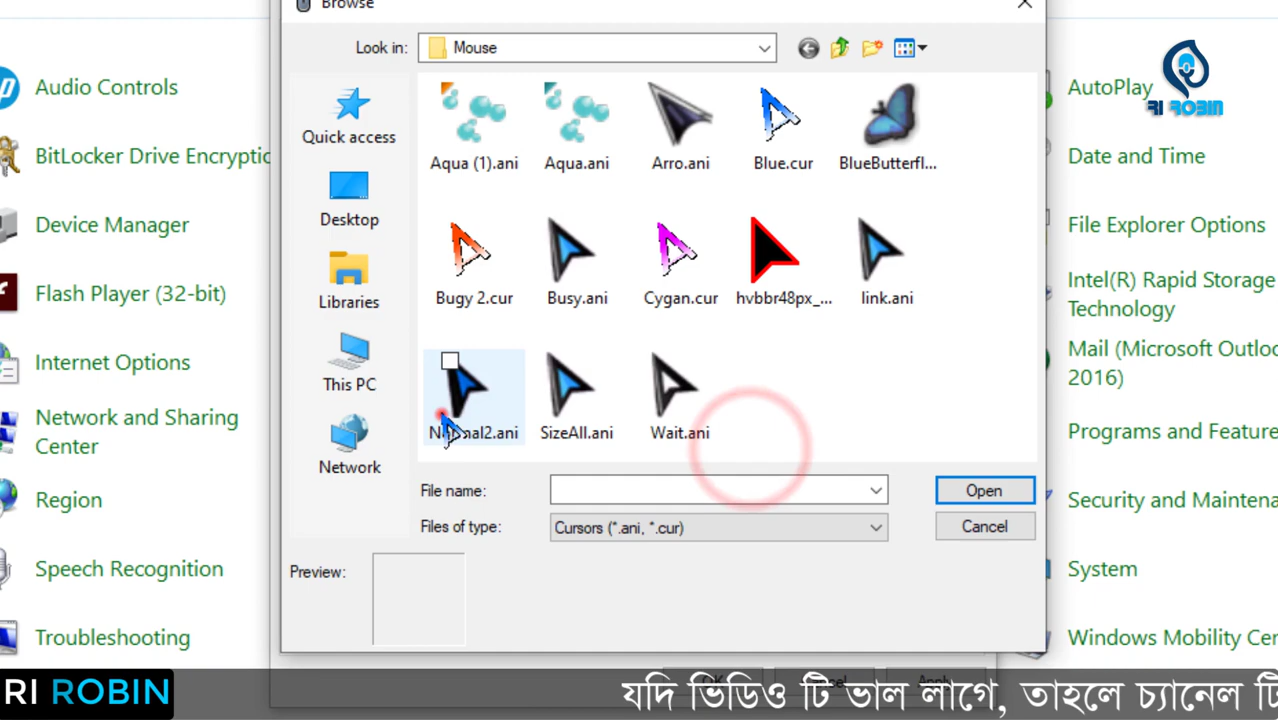 Browse
Look in: Mouse
Audio Controls
BitLocker Drive Encryptio
Device Manager
Flash Player (32-bit)
Internet Options
Network and Sharing
Center
Region
Speech Recognition
Troubleshooting
Quick access
Desktop
Libraries
This PC
Network
Aqua (1).ani
Aqua.ani
Arro.ani
Blue.cur
BlueButterfl...
Bugy 2.cur
Busy.ani
Cygan.cur
hvbbr48px_...
link.ani
Normal2.ani
SizeAll.ani
Wait.ani
File name:
Open
Files of type: Cursors (*.ani, *.cur)
Cancel
Preview:
AutoPlay
RI ROBIN
Date and Time
File Explorer Options
Intel(R) Rapid Storage
Technology
Mail (Microsoft Outloo
2016)
Programs and Feature
Security and Maintena
System
Windows Mobility Cen
OK Cancel Apply
RI ROBIN
যদি ভিডিও টি ভাল লাগে, তাহলে চ্যানেল টি